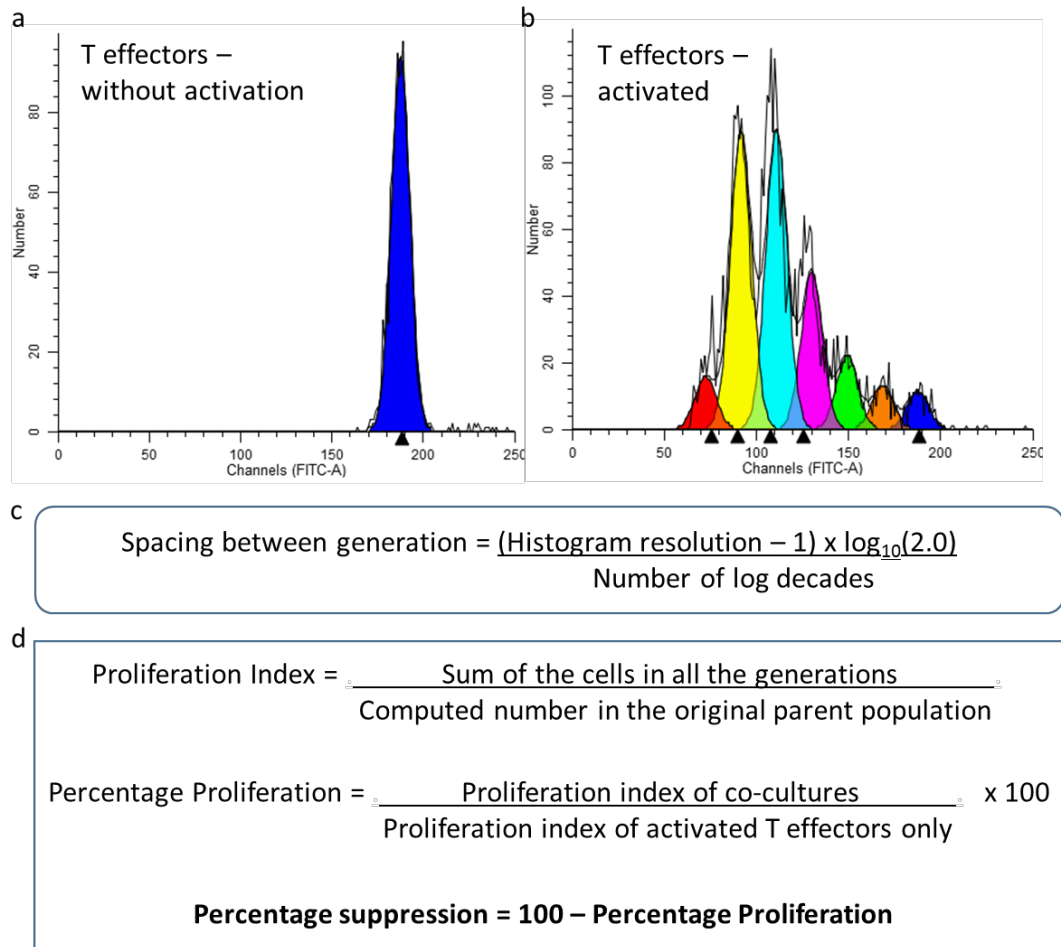 a
T effectors –
without activation
80
60
40
20
0
Number
0 50 100 150 200 250
Channels (FITC-A)
b
T effectors –
activated
100
80
60
40
20
0
Number
0 50 100 150 200 250
Channels (FITC-A)
c
Spacing between generation = (Histogram resolution – 1) x log10(2.0)
Number of log decades
d
Proliferation Index = Sum of the cells in all the generations
Computed number in the original parent population
Percentage Proliferation = Proliferation index of co-cultures x 100
Proliferation index of activated T effectors only
Percentage suppression = 100 – Percentage Proliferation